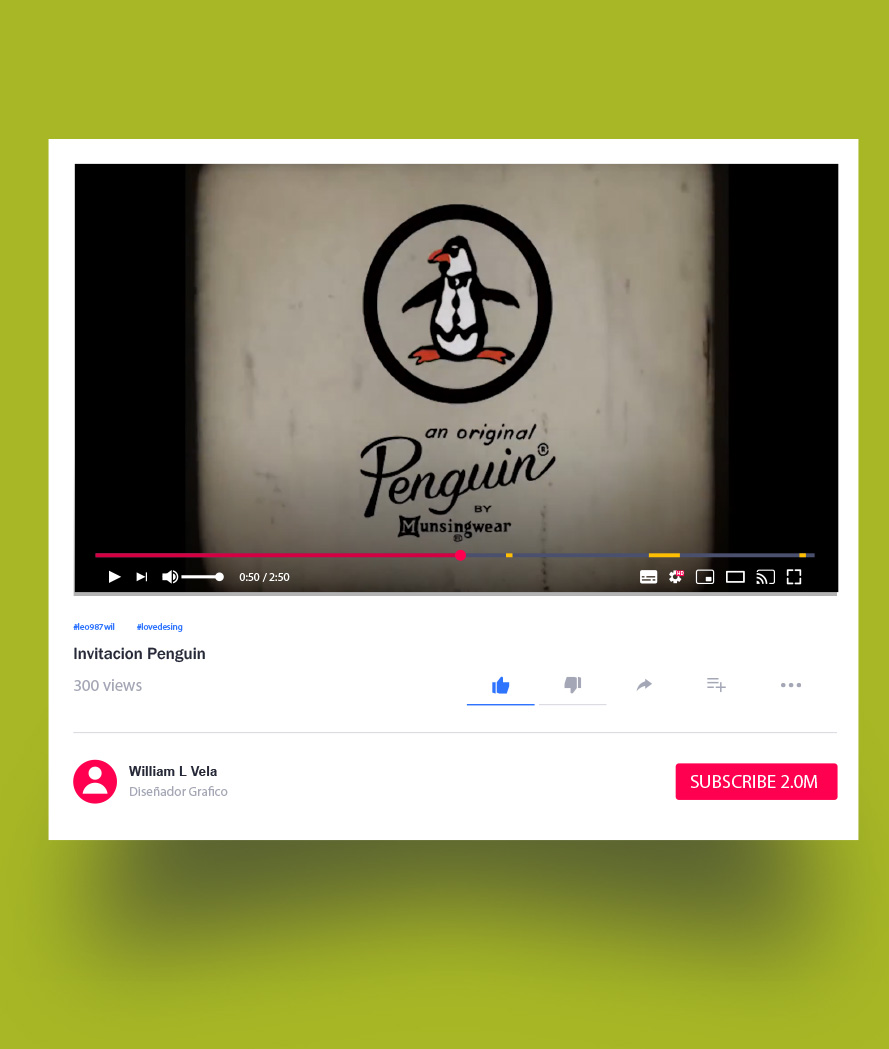 an original
Penguin®
BY
Munsingwear
®
0:50 / 2:50
HD
#leo987wil #lovedesing
Invitacion Penguin
300 views
William L Vela
Diseñador Grafico
SUBSCRIBE 2.0M